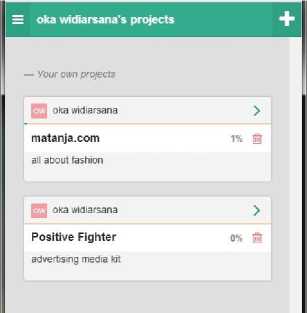 oka widiarsana's projects
— Your own projects
OW oka widiarsana
matanja.com 1%
all about fashion
OW oka widiarsana
Positive Fighter 0%
advertising media kit